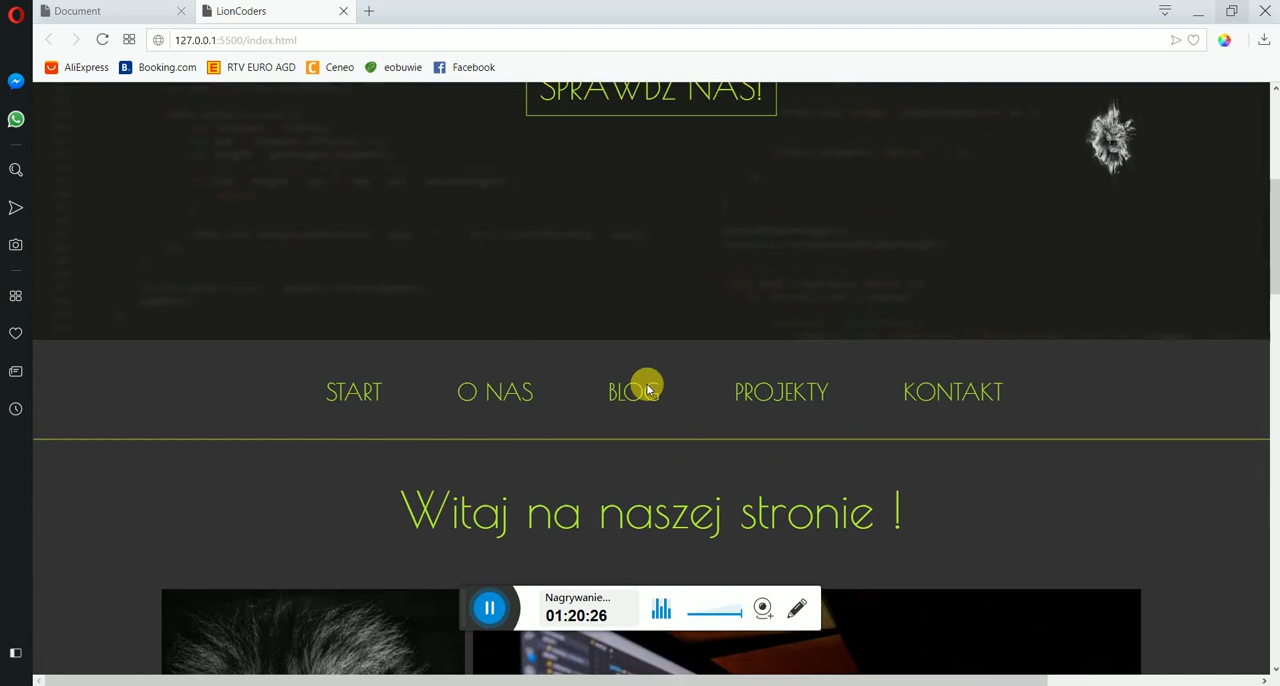 Document
LionCoders
127.0.0.1:5500/index.html
AliExpress
B. Booking.com
E RTV EURO AGD
C Ceneo
eobuwie
Facebook
SPRAWDŹ NAS!
START
O NAS
BLOG
PROJEKTY
KONTAKT
Witaj na naszej stronie !
Nagrywanie...
01:20:26